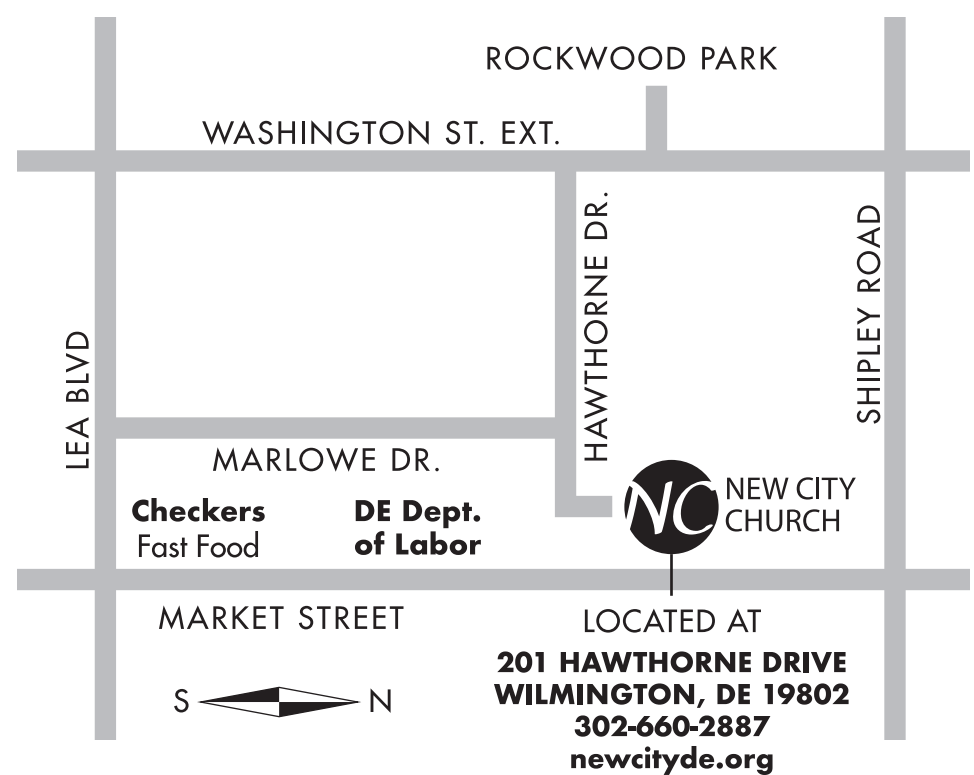 ROCKWOOD PARK
WASHINGTON ST. EXT.
HAWTHORNE DR.
SHIPLEY ROAD
LEA BLVD
MARLOWE DR.
Checkers
Fast Food
DE Dept.
of Labor
NC
NEW CITY
CHURCH
MARKET STREET
S
N
LOCATED AT
201 HAWTHORNE DRIVE
WILMINGTON, DE 19802
302-660-2887
newcityde.org